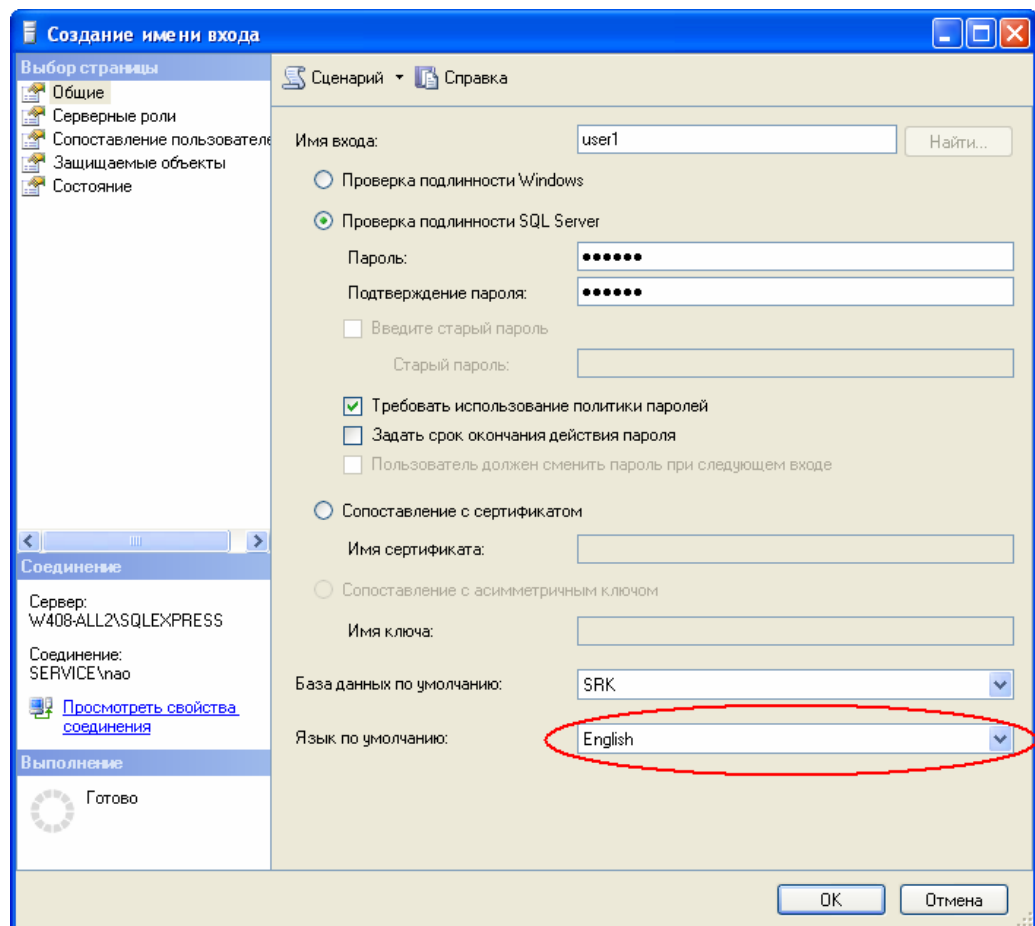 Создание имени входа
Выбор страницы
Общие
Серверные роли
Сопоставление пользователе
Защищаемые объекты
Состояние
Сценарий
Справка
Имя входа:
user1
Найти...
Проверка подлинности Windows
Проверка подлинности SQL Server
Пароль:
●●●●●●
Подтверждение пароля:
●●●●●●
Введите старый пароль
Старый пароль:
Требовать использование политики паролей
Задать срок окончания действия пароля
Пользователь должен сменить пароль при следующем входе
Сопоставление с сертификатом
Имя сертификата:
Сопоставление с асимметричным ключом
Имя ключа:
База данных по умолчанию:
SRK
Язык по умолчанию:
English
Соединение
Сервер:
W408-ALL2\SQLEXPRESS
Соединение:
SERVICE\nao
Просмотреть свойства
соединения
Выполнение
Готово
OK
Отмена